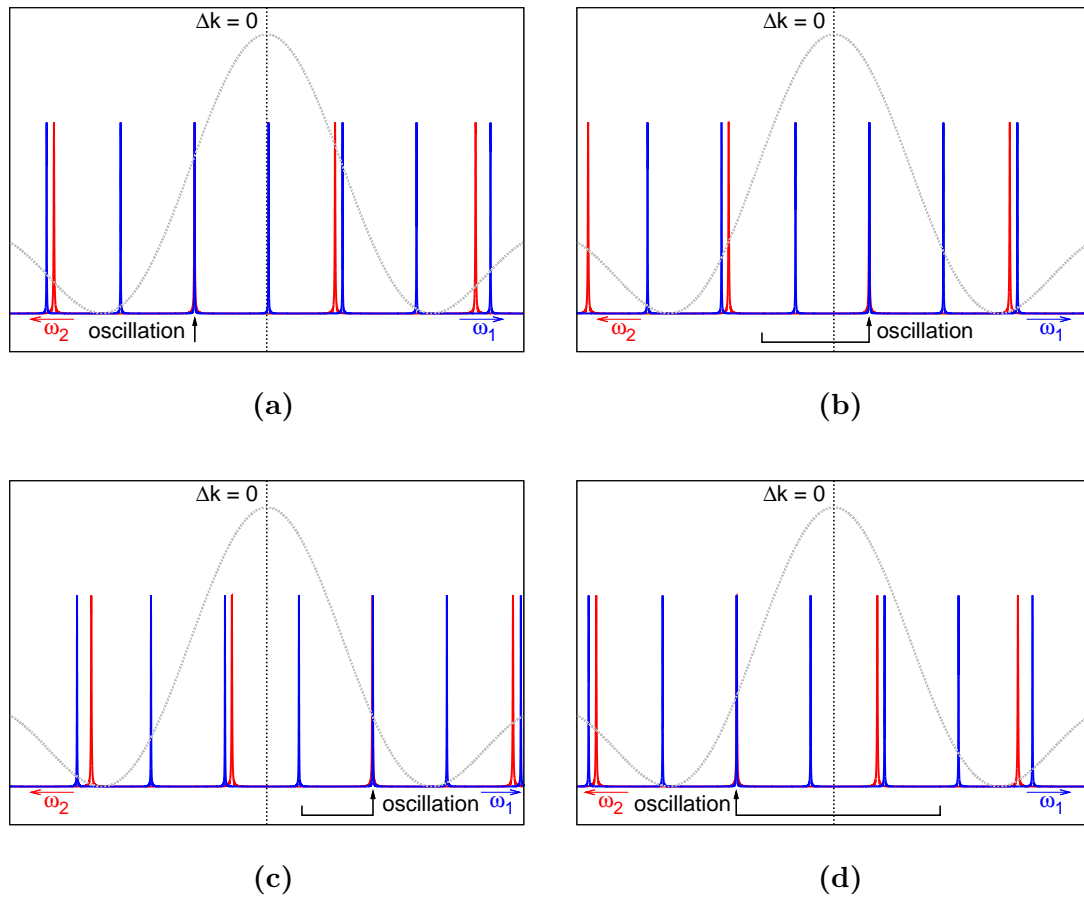 Δk = 0
ω2
oscillation
ω1
(a)
Δk = 0
ω2
oscillation
ω1
(b)
Δk = 0
ω2
oscillation
ω1
(c)
Δk = 0
ω2
oscillation
ω1
(d)